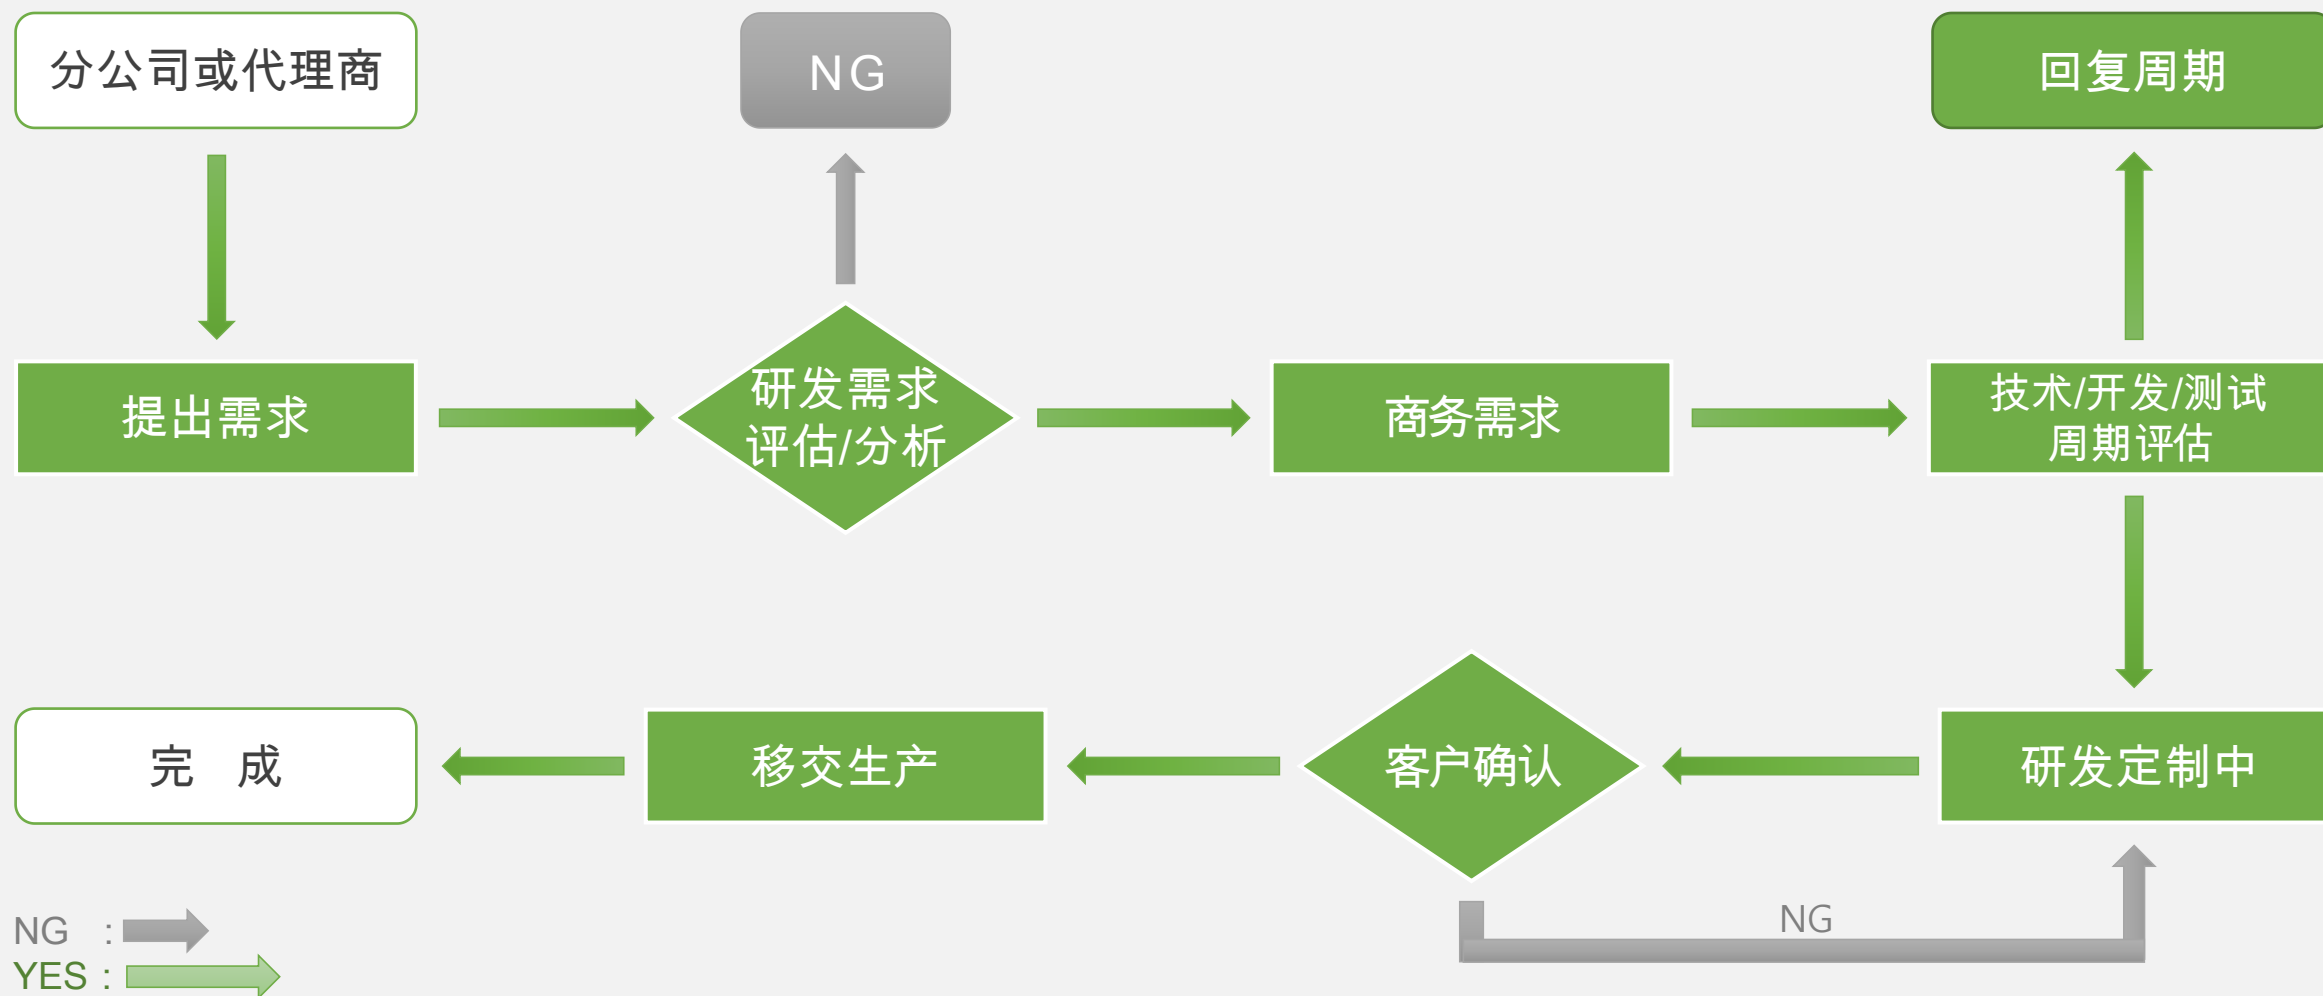 分公司或代理商
NG
回复周期
提出需求
研发需求
评估/分析
商务需求
技术/开发/测试
周期评估
完 成
移交生产
客户确认
研发定制中
NG
NG :
YES :